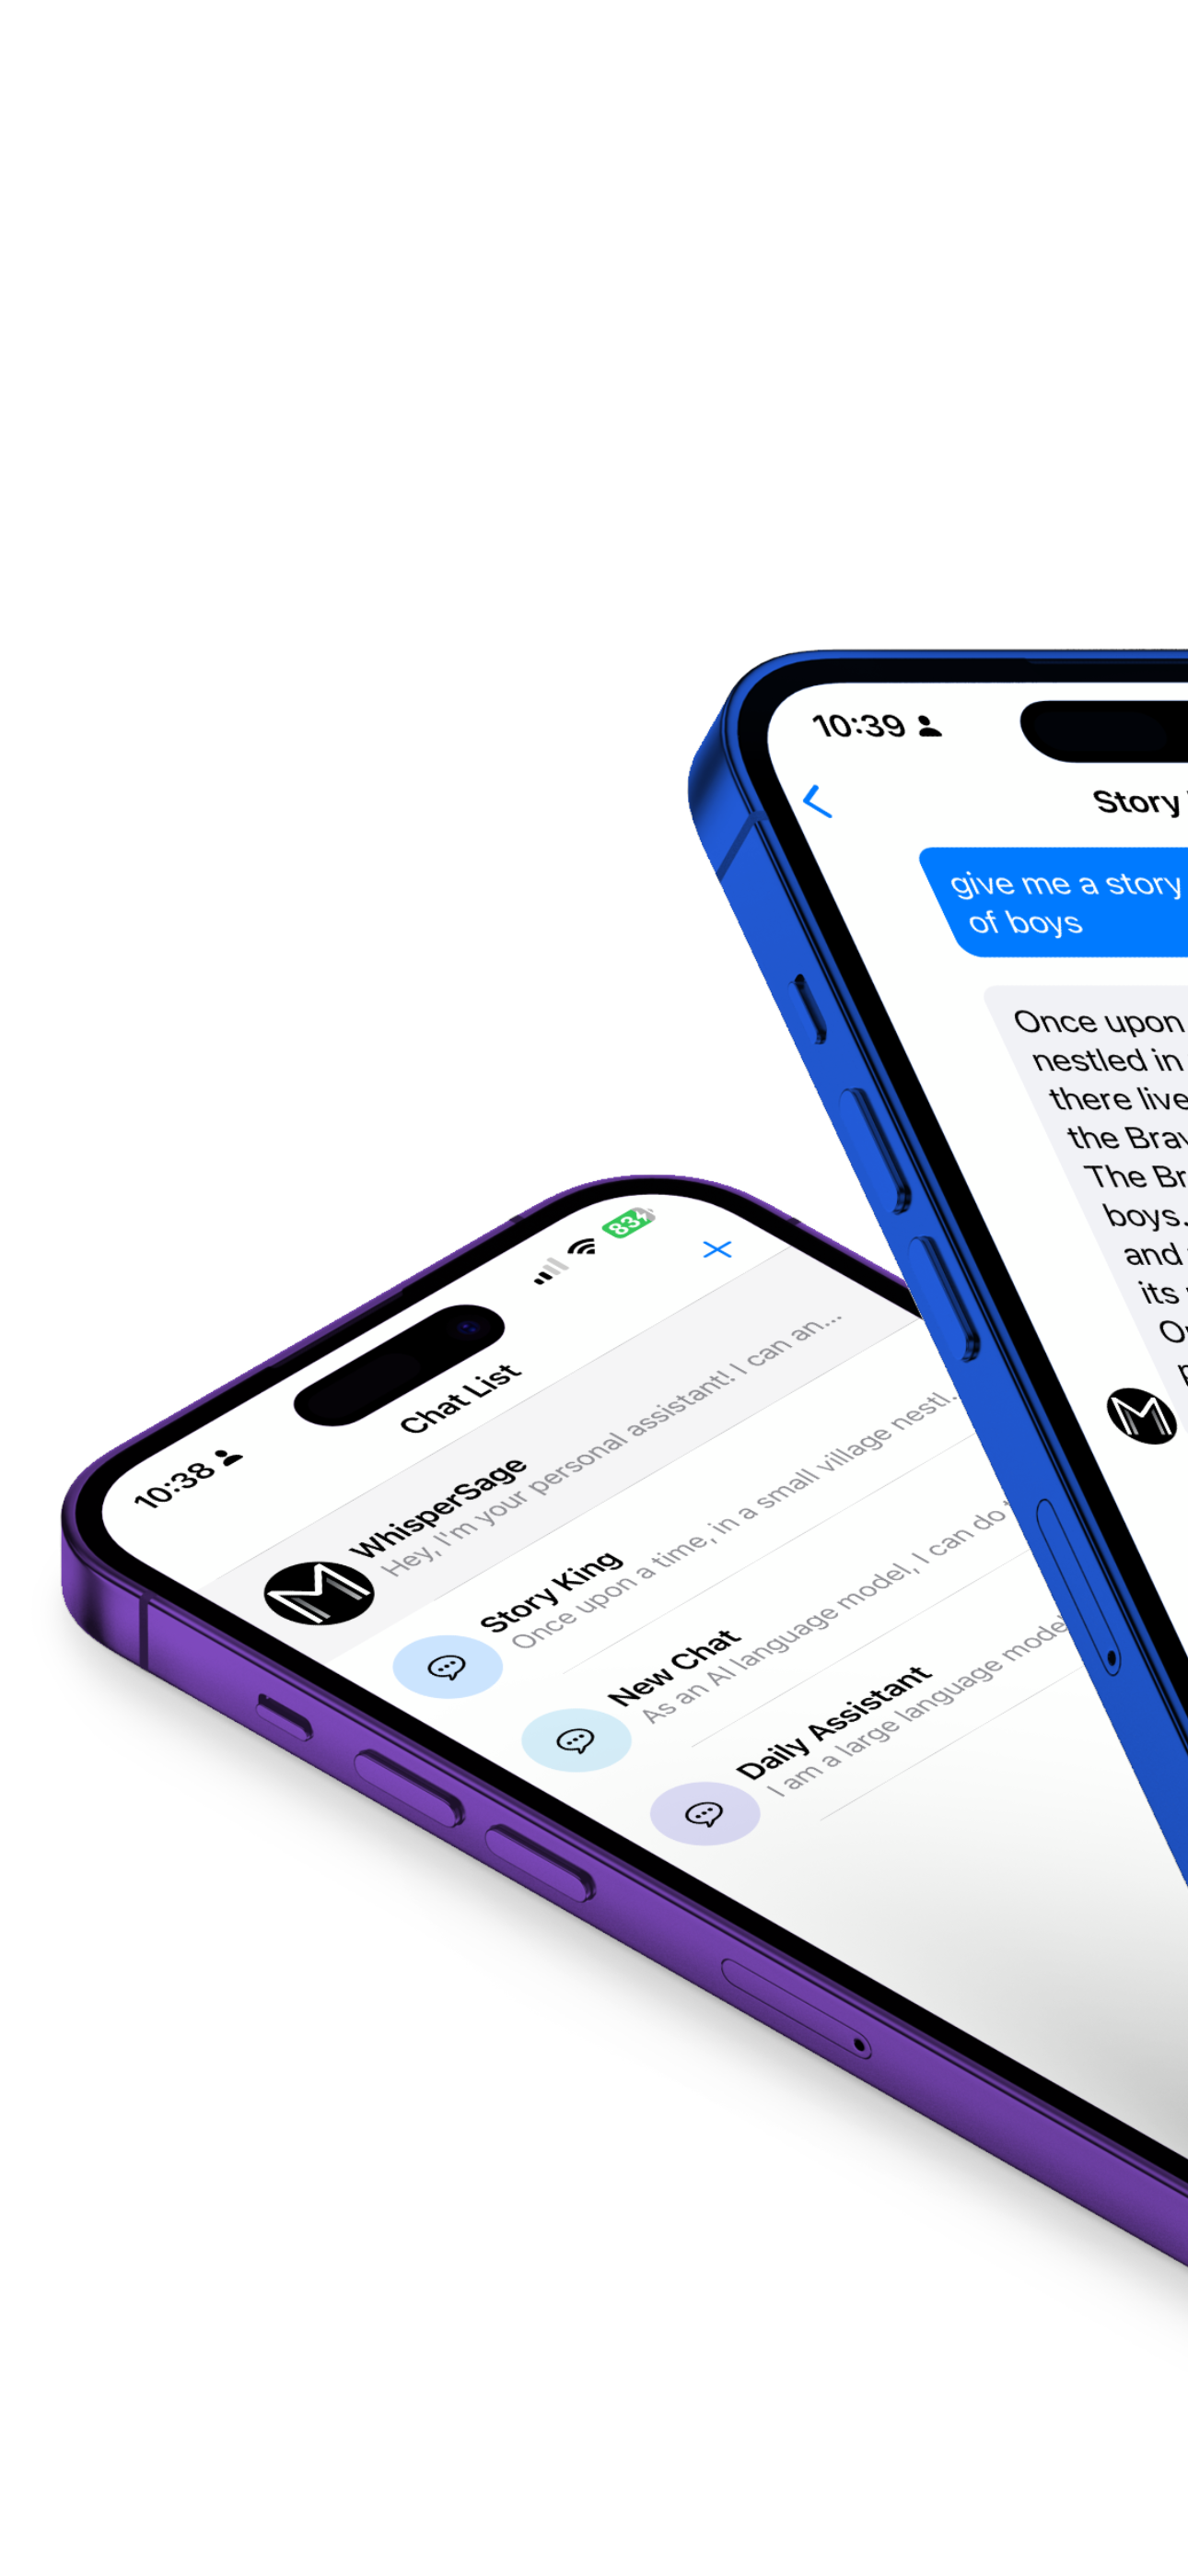 10:39
Story
give me a story
of boys
Once upon
nestled in
there live
the Brav
The Br
boys.
and
its
10:38
83
Chat List
WhisperSage
Hey, I'm your personal assistant! I can an...
Story King
Once upon a time, in a small village nestl..
New Chat
As an AI language model, I can do
Daily Assistant
I am a large language model